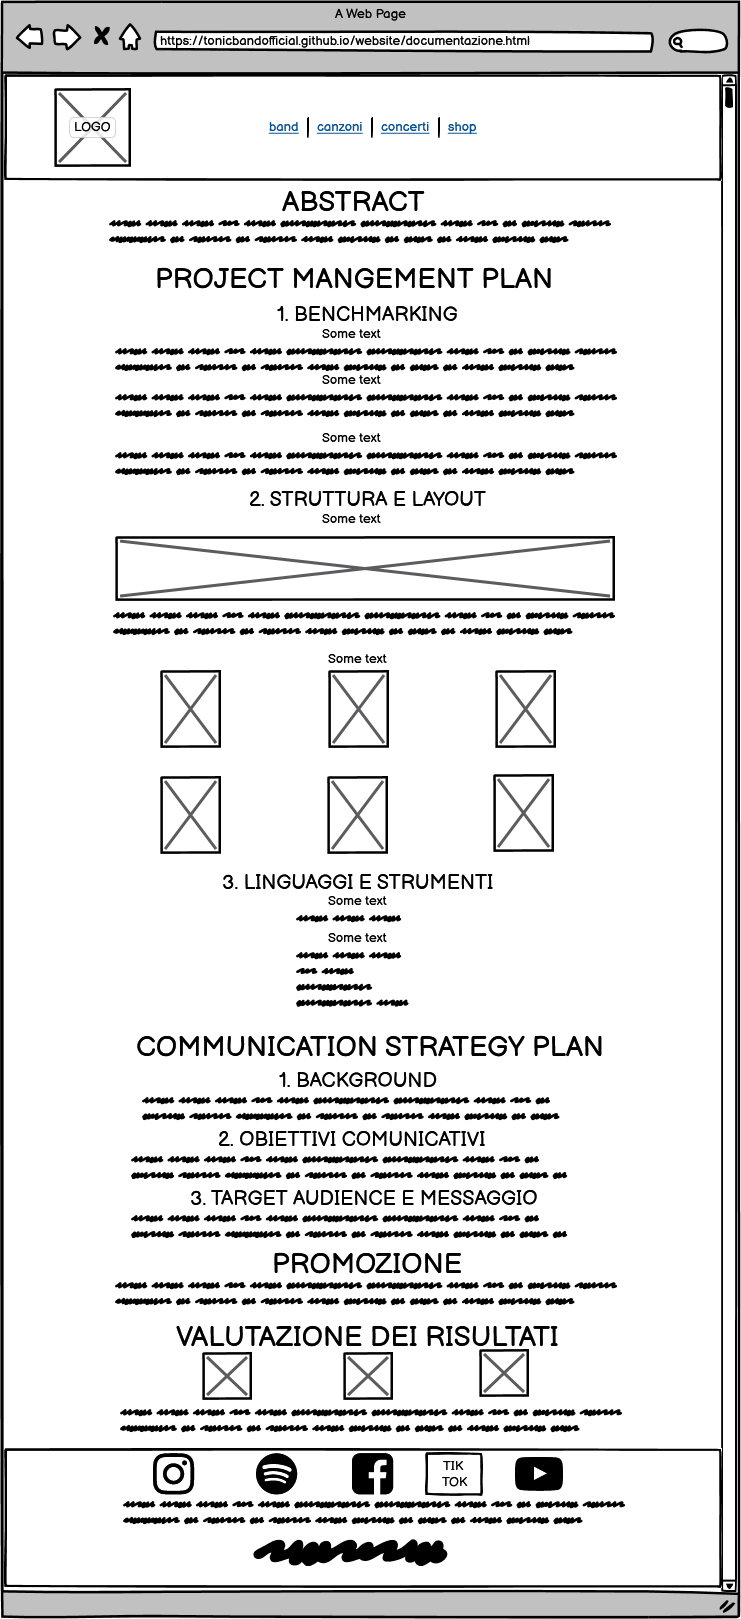 A Web Page
https://tonicbandofficial.github.io/website/documentazione.html
LOGO
band | canzoni | concerti | shop
ABSTRACT
PROJECT MANGEMENT PLAN
1. BENCHMARKING
Some text
Some text
Some text
2. STRUTTURA E LAYOUT
Some text
Some text
3. LINGUAGGI E STRUMENTI
Some text
Some text
COMMUNICATION STRATEGY PLAN
1. BACKGROUND
2. OBIETTIVI COMUNICATIVI
3. TARGET AUDIENCE E MESSAGGIO
PROMOZIONE
VALUTAZIONE DEI RISULTATI
TIK
TOK